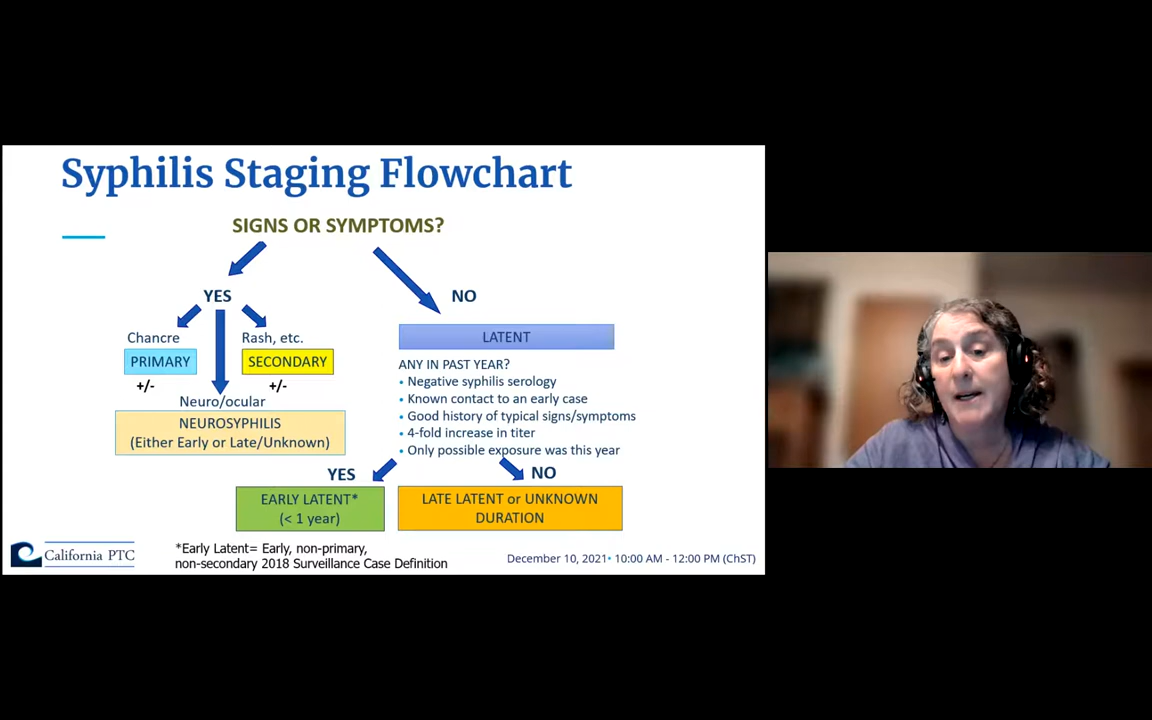 Syphilis Staging Flowchart
SIGNS OR SYMPTOMS?
YES
NO
Chancre
Rash, etc.
PRIMARY
SECONDARY
+/-
+/-
Neuro/ocular
NEUROSYPHILIS
(Either Early or Late/Unknown)
LATENT
ANY IN PAST YEAR?
• Negative syphilis serology
• Known contact to an early case
• Good history of typical signs/symptoms
• 4-fold increase in titer
• Only possible exposure was this year
YES
NO
EARLY LATENT*
(< 1 year)
LATE LATENT or UNKNOWN
DURATION
California PTC
*Early Latent= Early, non-primary,
non-secondary 2018 Surveillance Case Definition
December 10, 2021• 10:00 AM - 12:00 PM (ChST)